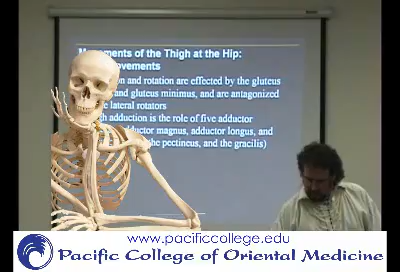 Movements of the Thigh at the Hip:
ovements
on and rotation are effected by the gluteus
and gluteus minimus, and are antagonized
lateral rotators
adduction is the role of five adductor
adductor magnus, adductor longus, and
the pectineus, and the gracilis)
www.pacificcollege.edu
Pacific College of Oriental Medicine